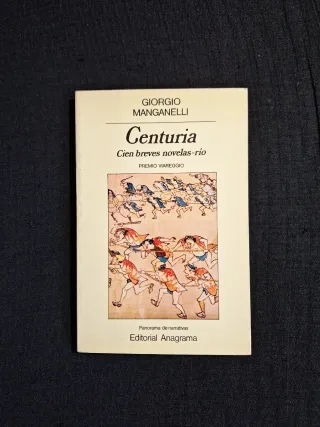 GIORGIO
MANGANELLI
Centuria
Cien breves novelas-río
PREMIO VIAREGGIO
Panorama de narrativas
Editorial Anagrama